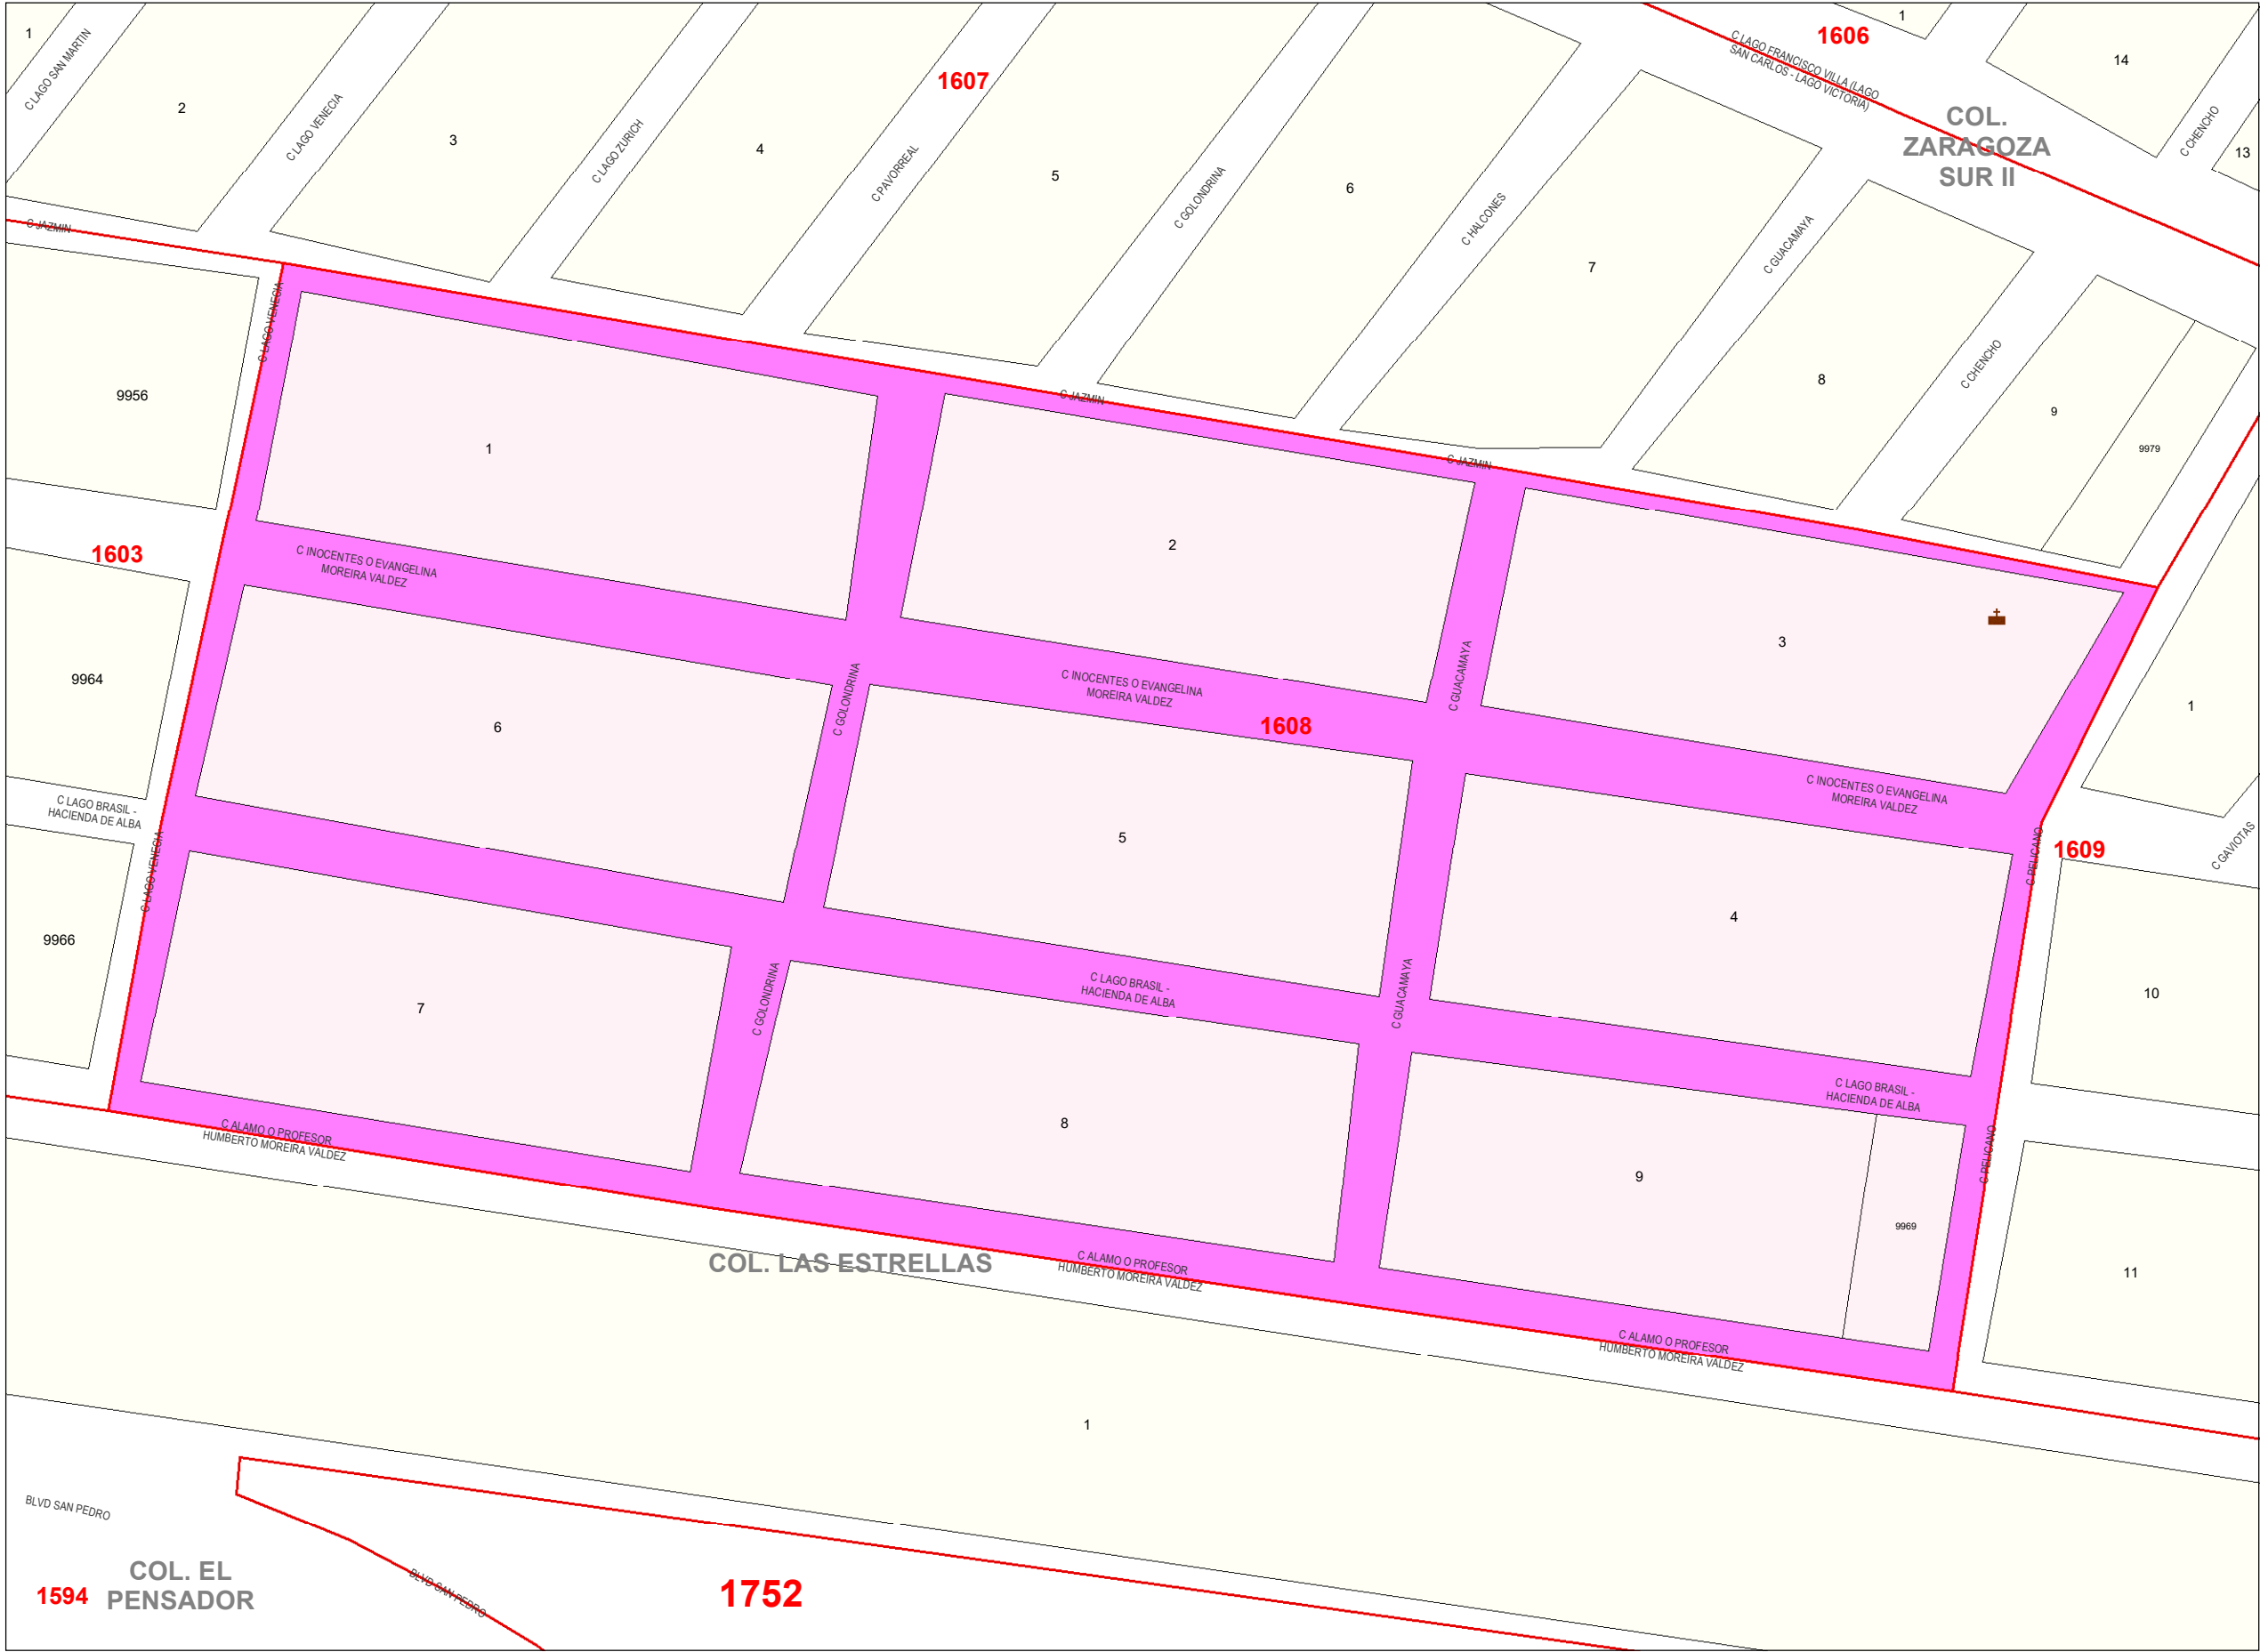 1
C LAGO SAN MARTIN
2
C LAGO VENECIA
3
C LAGO ZURICH
4
1607
C PAVORREAL
5
C GOLONDRINA
6
C HALCONES
7
C GUACAMAYA
8
C CHENCHO
9
9979
C LAGO FRANCISCO VILLA (LAGO
SAN CARLOS - LAGO VICTORIA)
1606
1
14
C CHENCHO
13
COL.
ZARAGOZA
SUR II
C JAZMIN
C JAZMIN
C JAZMIN
9956
C LAGO VENECIA
1
2
3
1603
C INOCENTES O EVANGELINA
MOREIRA VALDEZ
C GOLONDRINA
C INOCENTES O EVANGELINA
MOREIRA VALDEZ
C GUACAMAYA
1608
C INOCENTES O EVANGELINA
MOREIRA VALDEZ
1
9964
6
5
4
C LAGO BRASIL -
HACIENDA DE ALBA
C LAGO VENECIA
C PELICANO
1609
C GAVIOTAS
9966
7
C GOLONDRINA
C LAGO BRASIL -
HACIENDA DE ALBA
C GUACAMAYA
10
C LAGO BRASIL -
HACIENDA DE ALBA
8
9
9969
C PELICANO
11
C ALAMO O PROFESOR
HUMBERTO MOREIRA VALDEZ
COL. LAS ESTRELLAS
C ALAMO O PROFESOR
HUMBERTO MOREIRA VALDEZ
C ALAMO O PROFESOR
HUMBERTO MOREIRA VALDEZ
1
BLVD SAN PEDRO
COL. EL
PENSADOR
1594
BLVD SAN PEDRO
1752